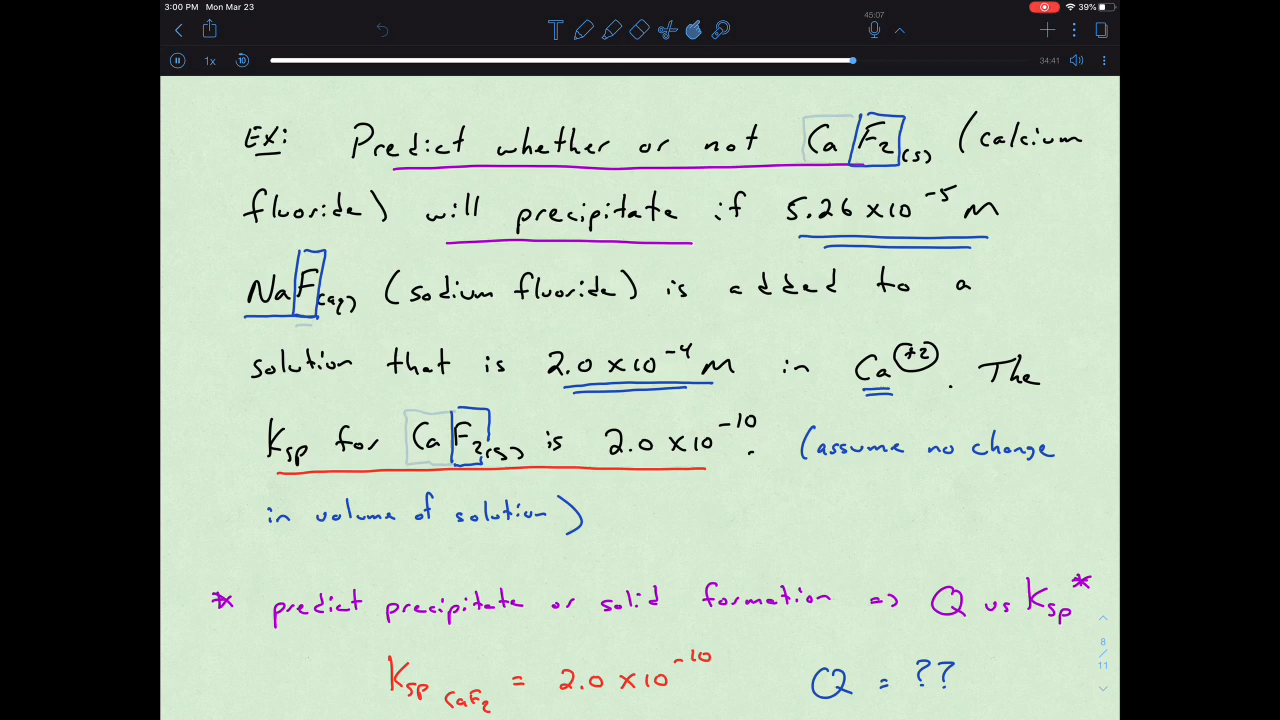 3:00 PM Mon Mar 23
39%
45:07
1x
10
34:41
EX: Predict whether or not CaF2(s) (calcium
fluoride) will precipitate if 5.26 x10^-5 M
NaF(aq) (sodium fluoride) is added to a
solution that is 2.0 x10^-4 M in Ca^+2. The
Ksp for CaF2(s) is 2.0 x10^-10. (assume no change
in volume of solution)
* predict precipitate or solid formation => Q vs Ksp*
8
/
11
Ksp CaF2 = 2.0 x10^-10 Q = ??